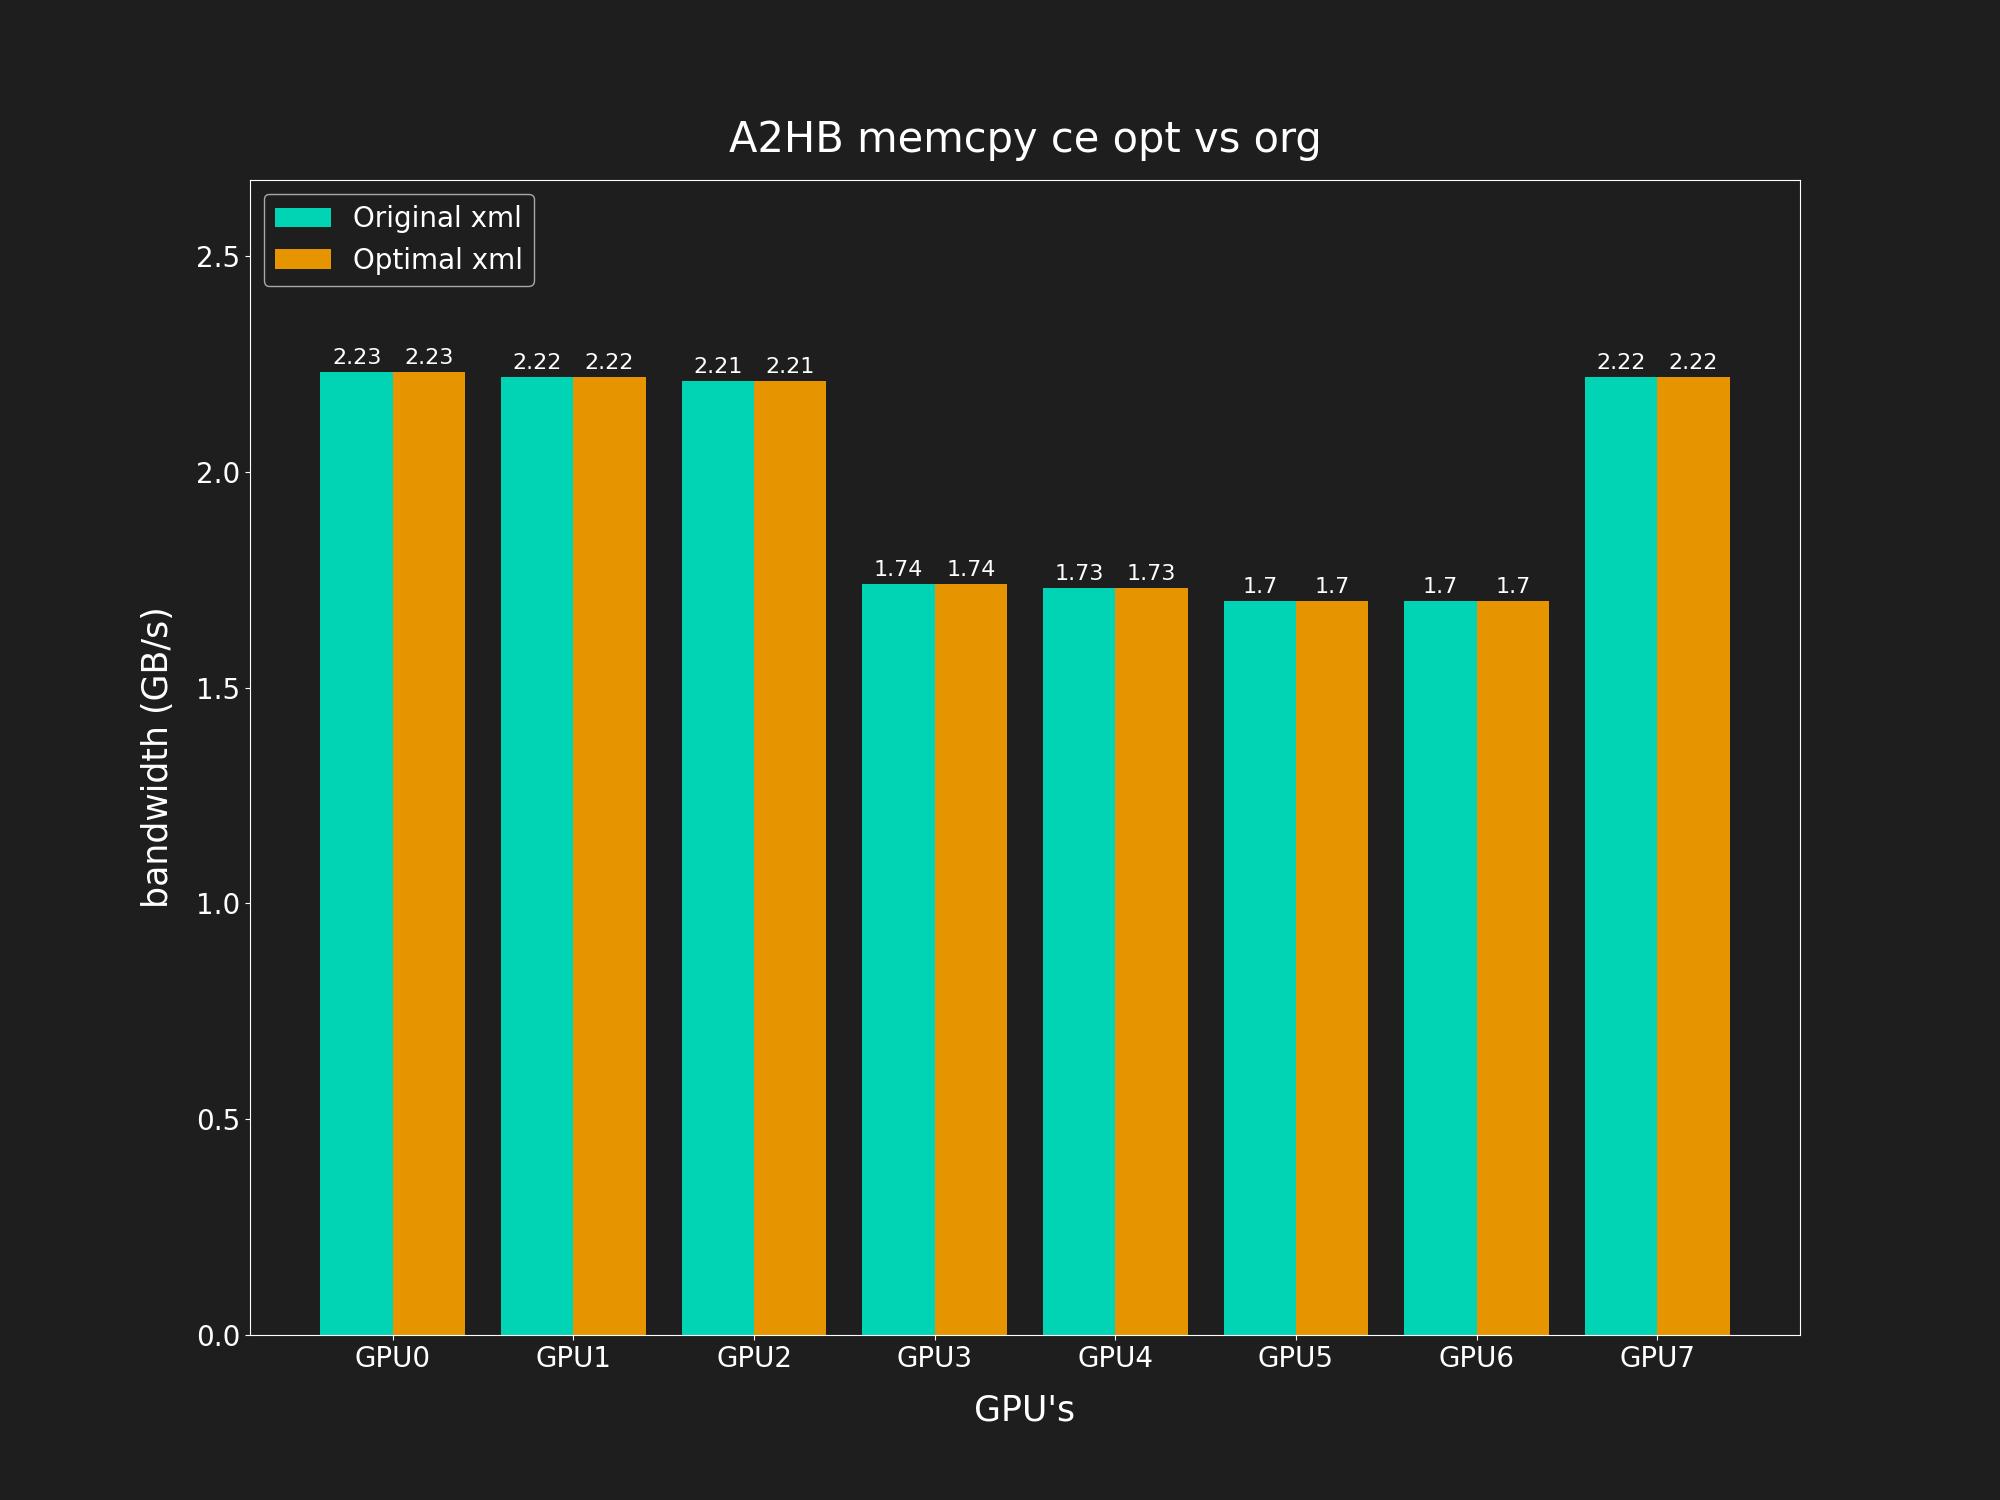 A2HB memcpy ce opt vs org
Original xml
Optimal xml
2.5
2.0
1.5
1.0
0.5
0.0
bandwidth (GB/s)
2.23 2.23 2.22 2.22 2.21 2.21 1.74 1.74 1.73 1.73 1.7 1.7 1.7 1.7 2.22 2.22
GPU0 GPU1 GPU2 GPU3 GPU4 GPU5 GPU6 GPU7
GPU's